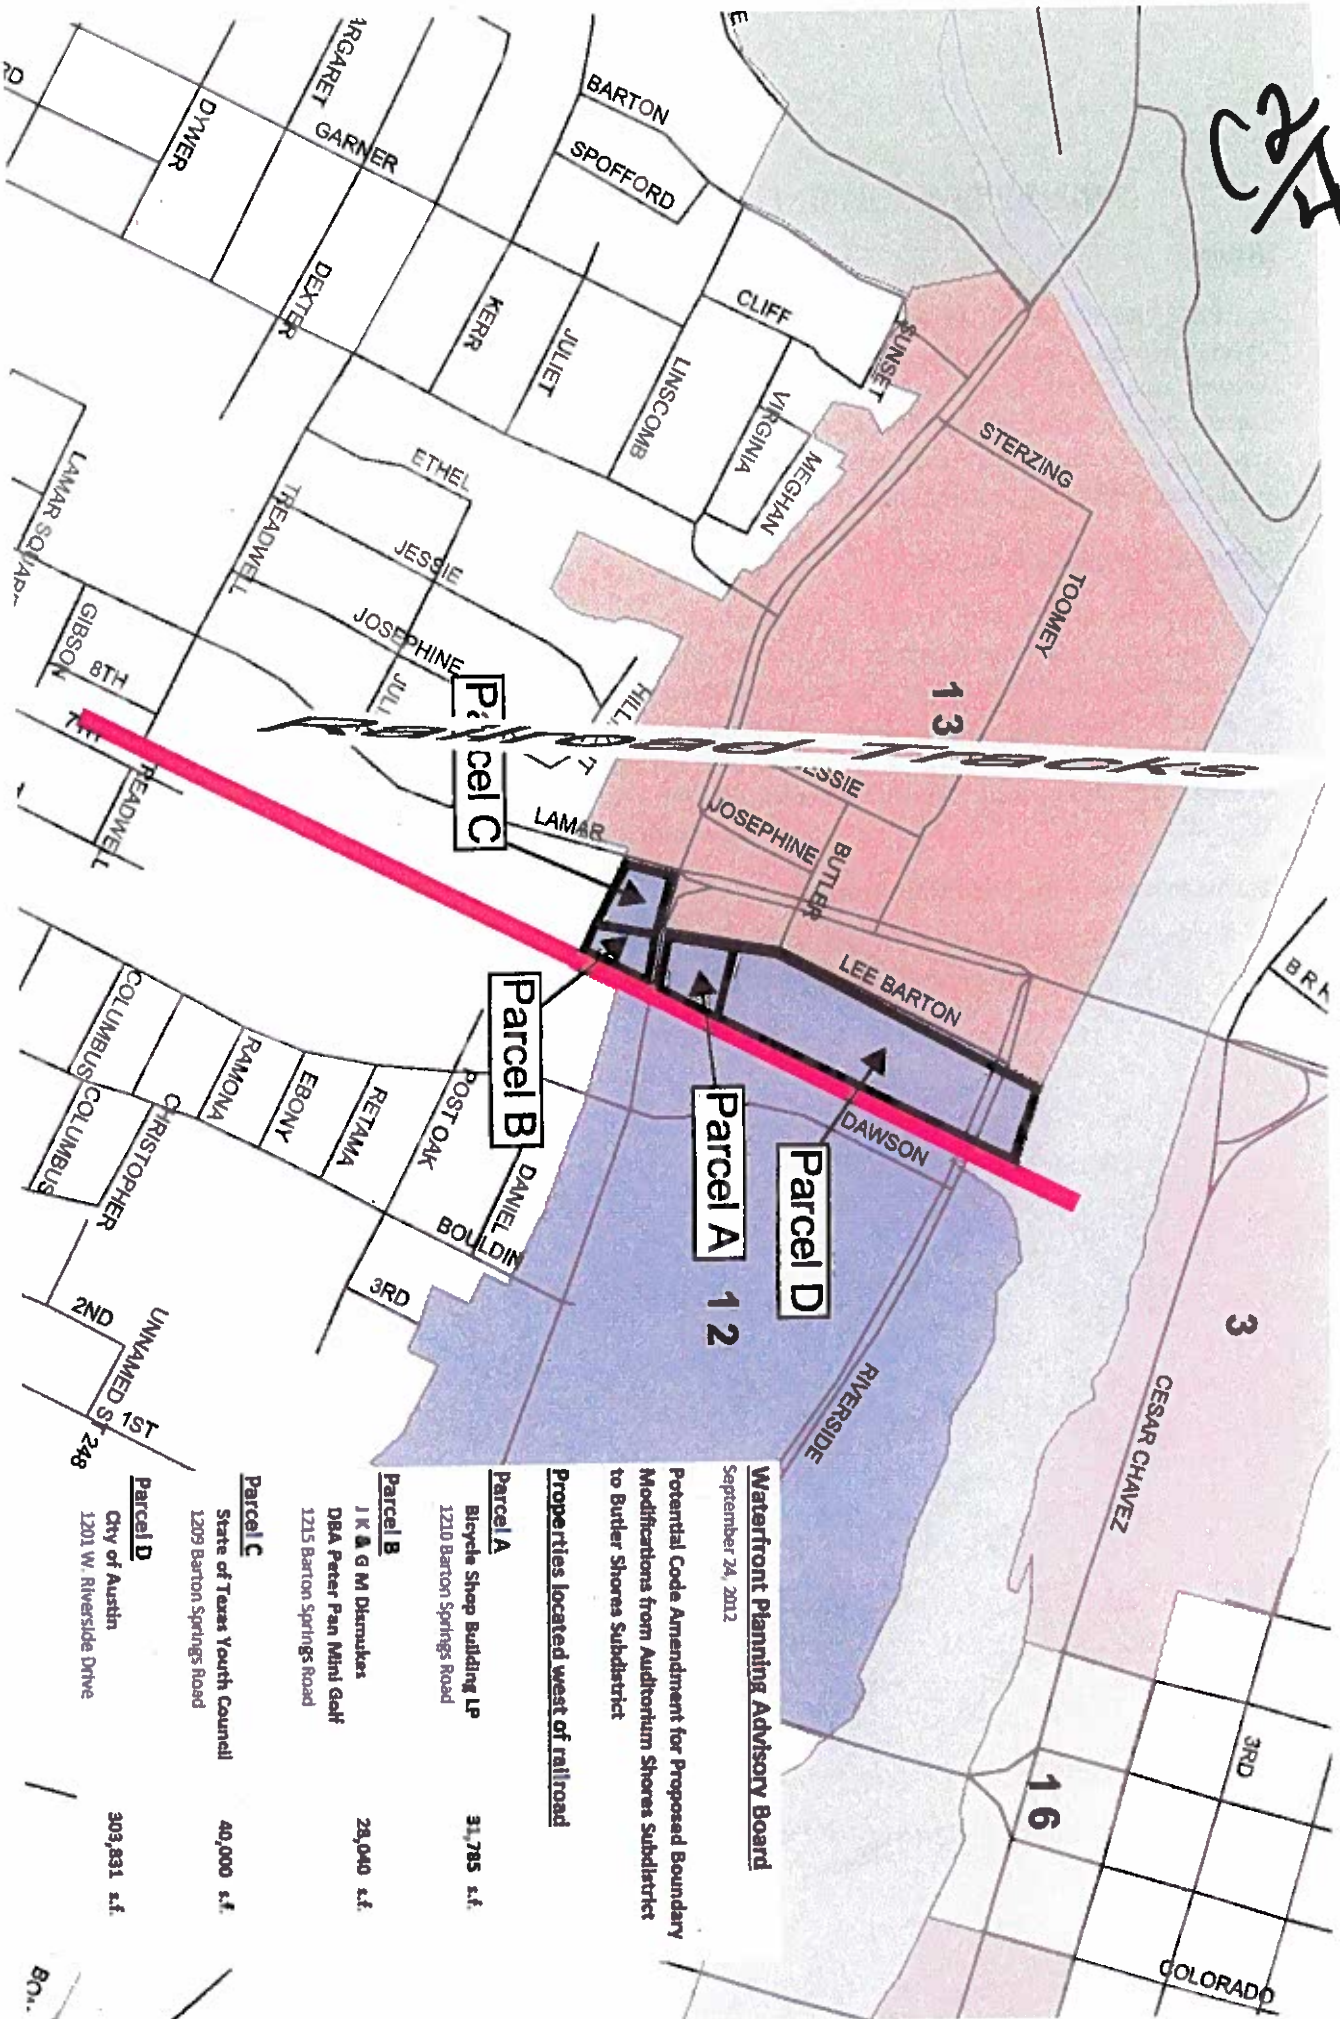 C2/
E
BARTON
SPOFFORD
GARNER
DYWER
DEXTER
KERR
JULIET
LINSCOMB
CLIFF
VIRGINIA
MEGHAN
SUNSET
STERZING
TOOMEY
13
ETHEL
JESSIE
TREADWELL
JOSEPHINE
LAMAR
GIBSON
8TH
TREADWELL
Railroad Tracks
JOSEPHINE
BUTLER
LEE BARTON
Parcel C
Parcel B
Parcel A
Parcel D
12
DAWSON
RIVERSIDE
CESAR CHAVEZ
3
16
3RD
COLORADO
COLUMBUS
COLUMBUS
CHRISTOPHER
RAMONA
EBONY
RETAMA
POST OAK
DANIEL
BOULDIN
3RD
2ND
UNNAMED S
1ST
248
Waterfront Planning Advisory Board
September 24, 2012
Potential Code Amendment for Proposed Boundary
Modifications from Auditorium Shores Subdistrict
to Butler Shores Subdistrict
Properties located west of railroad
Parcel A
Bicycle Shop Building LP 31,785 s.f.
1210 Barton Springs Road
Parcel B
J K & G M Dismukes
DBA Peter Pan Mini Golf 28,040 s.f.
1215 Barton Springs Road
Parcel C
State of Texas Youth Council 40,000 s.f.
1209 Barton Springs Road
Parcel D
City of Austin 303,831 s.f.
1201 W. Riverside Drive